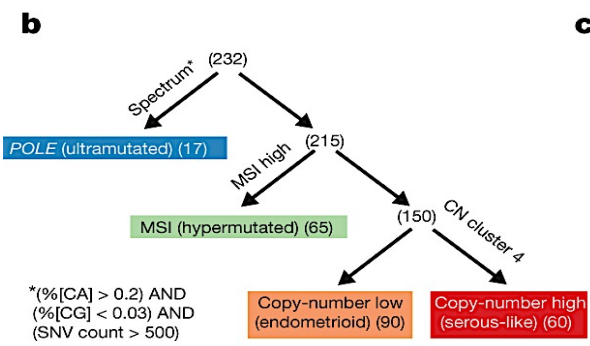 b
c
(232)
Spectrum*
POLE (ultramutated) (17)
(215)
MSI high
MSI (hypermutated) (65)
(150)
CN cluster 4
*(%[CA] > 0.2) AND
(%[CG] < 0.03) AND
(SNV count > 500)
Copy-number low
(endometrioid) (90)
Copy-number high
(serous-like) (60)